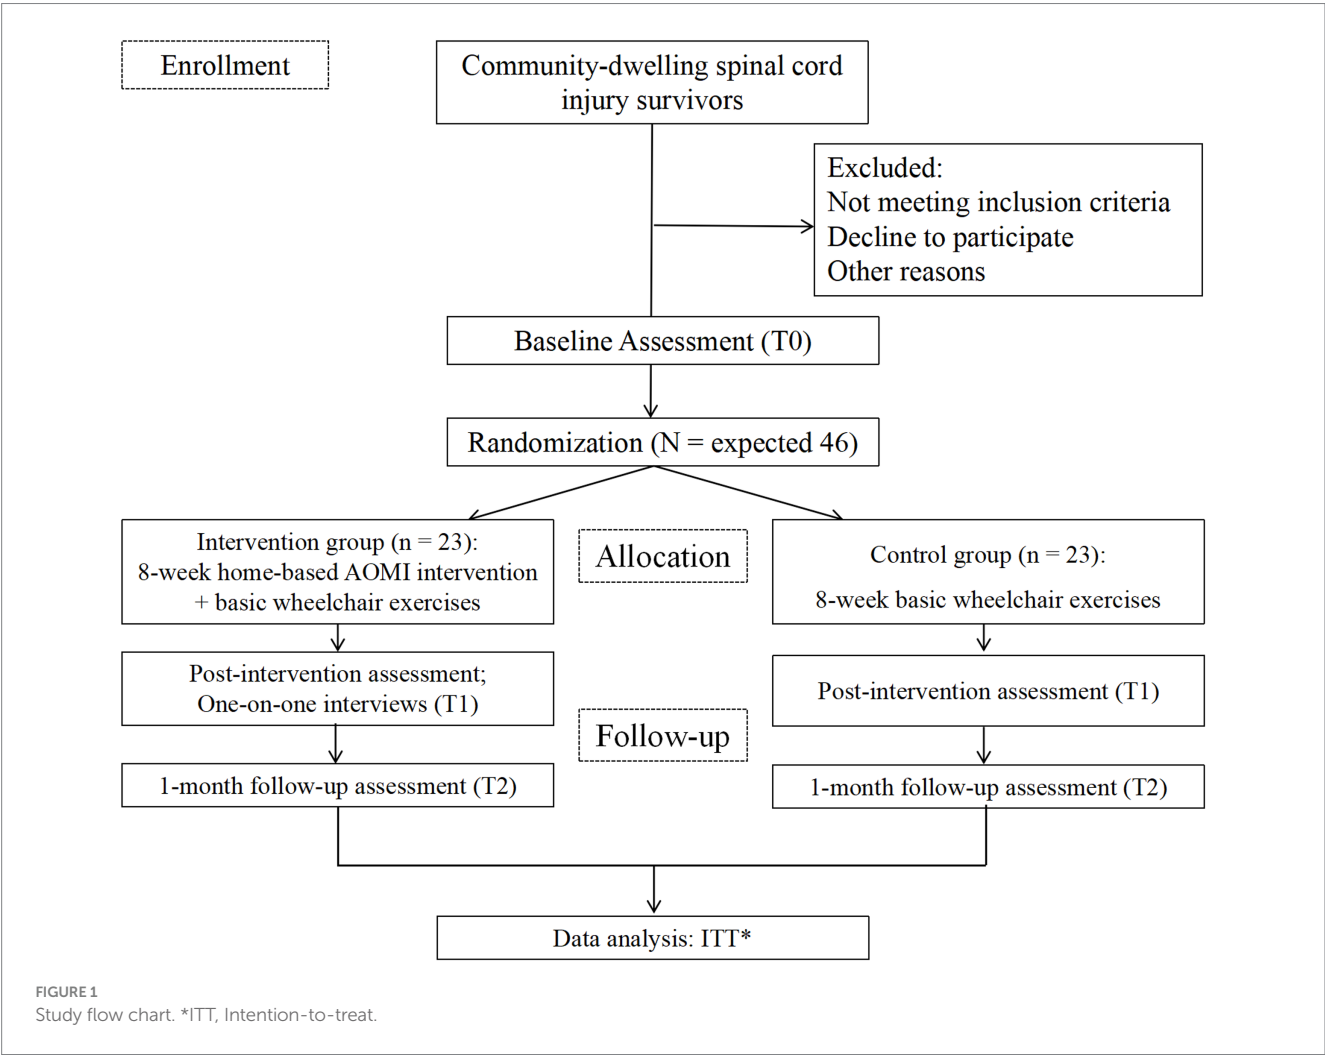 Enrollment
Community-dwelling spinal cord
injury survivors
Excluded:
Not meeting inclusion criteria
Decline to participate
Other reasons
Baseline Assessment (T0)
Randomization (N = expected 46)
Intervention group (n = 23):
8-week home-based AOMI intervention
+ basic wheelchair exercises
Allocation
Control group (n = 23):
8-week basic wheelchair exercises
Post-intervention assessment;
One-on-one interviews (T1)
Post-intervention assessment (T1)
Follow-up
1-month follow-up assessment (T2)
1-month follow-up assessment (T2)
Data analysis: ITT*
FIGURE 1
Study flow chart. *ITT, Intention-to-treat.